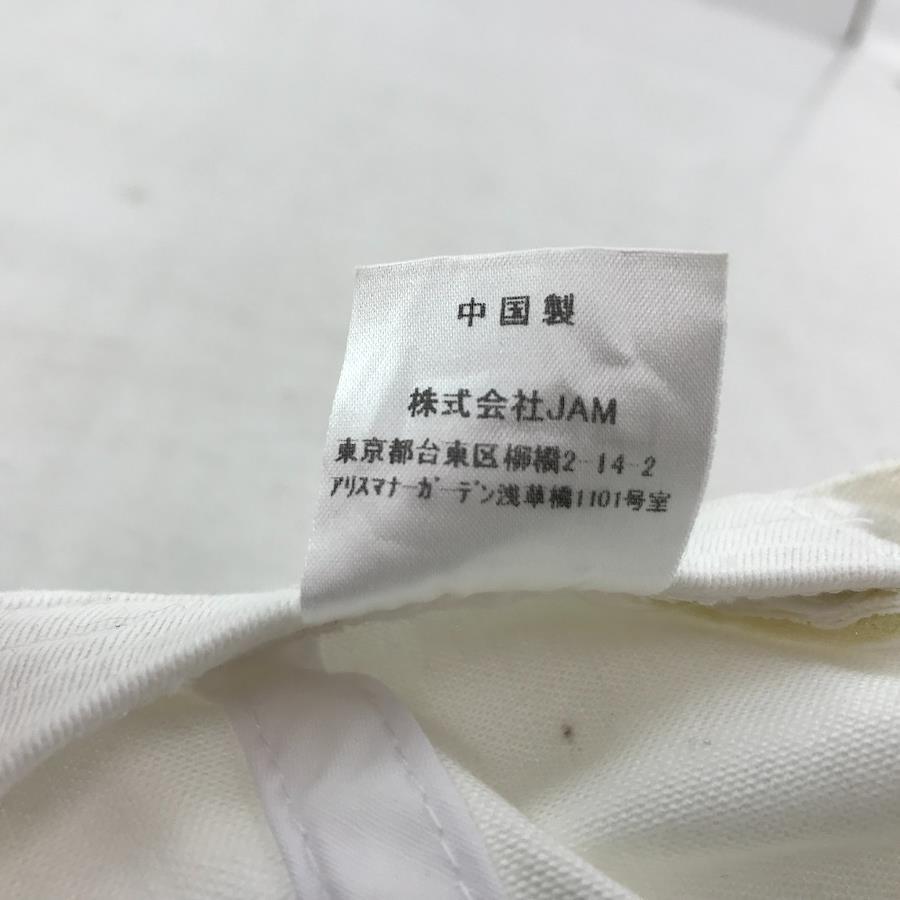 中国製
株式会社JAM
東京都台東区柳橋2-14-2
アリスマナーガーデン浅草橋1101号室